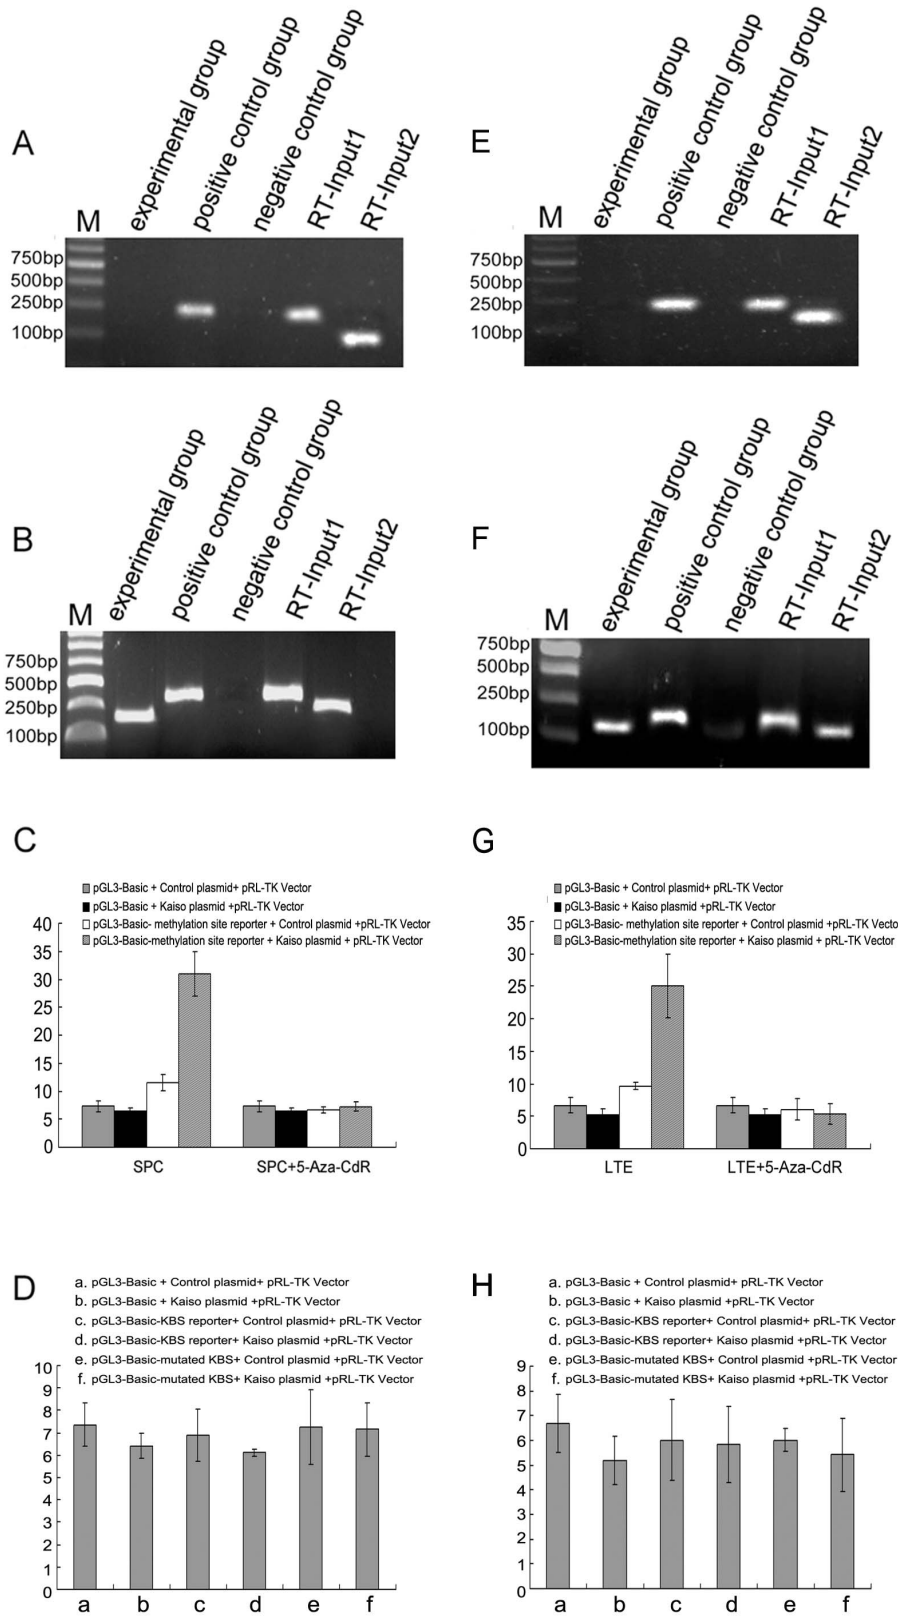 A
experimental group
positive control group
negative control group
RT-Input1
RT-Input2
M
750bp
500bp
250bp
100bp
E
experimental group
positive control group
negative control group
RT-Input1
RT-Input2
M
750bp
500bp
250bp
100bp
B
experimental group
positive control group
negative control group
RT-Input1
RT-Input2
M
750bp
500bp
250bp
100bp
F
experimental group
positive control group
negative control group
RT-Input1
RT-Input2
M
750bp
500bp
250bp
100bp
C
pGL3-Basic + Control plasmid+ pRL-TK Vector
pGL3-Basic + Kaiso plasmid +pRL-TK Vector
pGL3-Basic- methylation site reporter + Control plasmid +pRL-TK Vector
pGL3-Basic-methylation site reporter + Kaiso plasmid + pRL-TK Vector
40
35
30
25
20
15
10
5
0
SPC
SPC+5-Aza-CdR
G
pGL3-Basic + Control plasmid+ pRL-TK Vector
pGL3-Basic + Kaiso plasmid +pRL-TK Vector
pGL3-Basic- methylation site reporter + Control plasmid +pRL-TK Vecto
pGL3-Basic-methylation site reporter + Kaiso plasmid + pRL-TK Vector
35
30
25
20
15
10
5
0
LTE
LTE+5-Aza-CdR
D
a. pGL3-Basic + Control plasmid+ pRL-TK Vector
b. pGL3-Basic + Kaiso plasmid +pRL-TK Vector
c. pGL3-Basic-KBS reporter+ Control plasmid+ pRL-TK Vector
d. pGL3-Basic-KBS reporter+ Kaiso plasmid +pRL-TK Vector
e. pGL3-Basic-mutated KBS+ Control plasmid +pRL-TK Vector
f. pGL3-Basic-mutated KBS+ Kaiso plasmid +pRL-TK Vector
10
9
8
7
6
5
4
3
2
1
0
a b c d e f
H
a. pGL3-Basic + Control plasmid+ pRL-TK Vector
b. pGL3-Basic + Kaiso plasmid +pRL-TK Vector
c. pGL3-Basic-KBS reporter+ Control plasmid+ pRL-TK Vector
d. pGL3-Basic-KBS reporter+ Kaiso plasmid +pRL-TK Vector
e. pGL3-Basic-mutated KBS+ Control plasmid +pRL-TK Vector
f. pGL3-Basic-mutated KBS+ Kaiso plasmid +pRL-TK Vector
9
8
7
6
5
4
3
2
1
0
a b c d e f